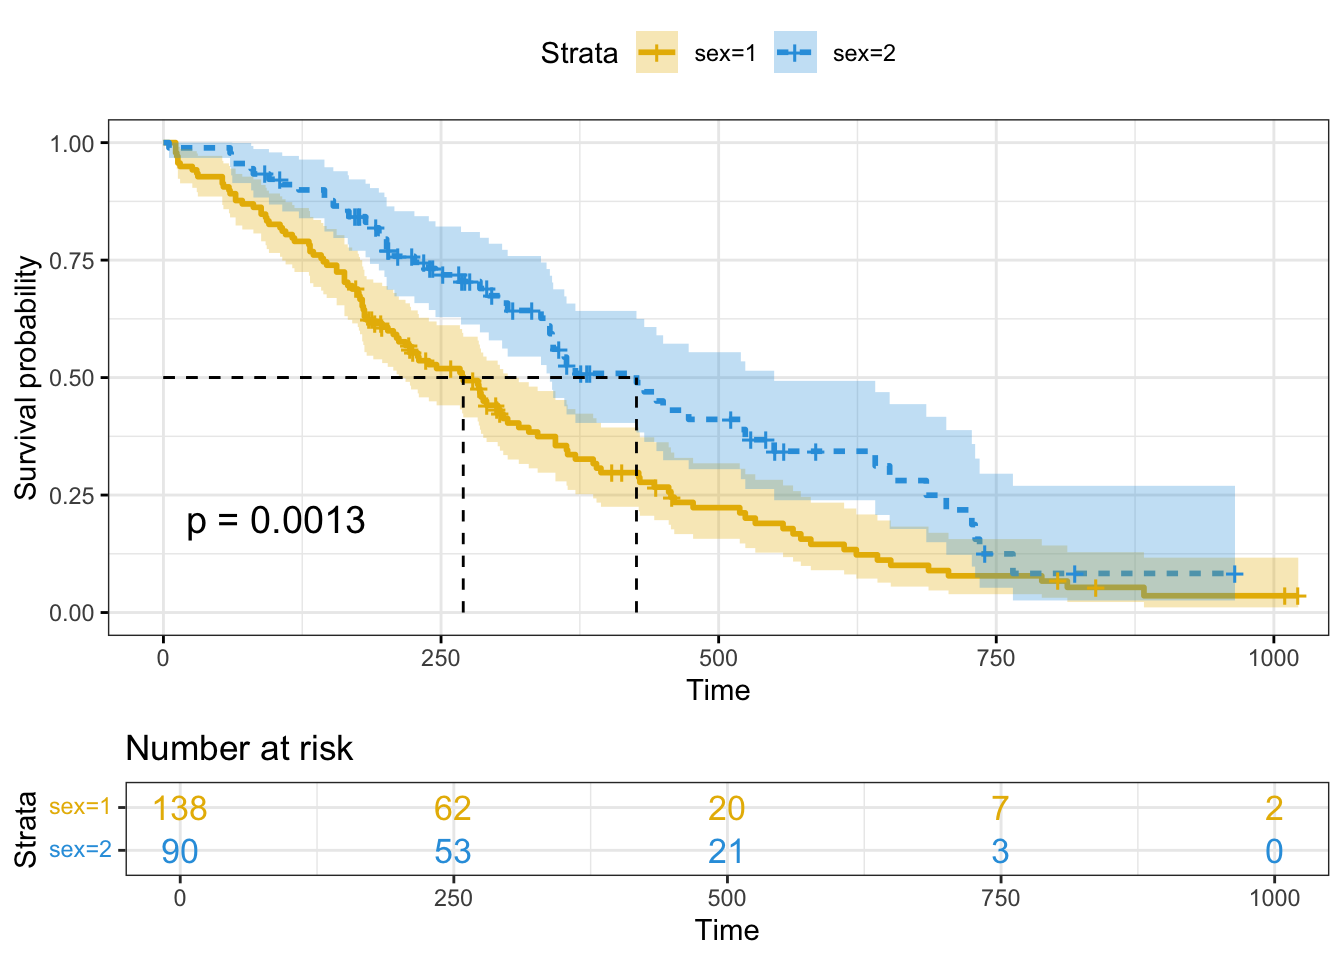 Strata sex=1 sex=2
1.00
0.75
0.50
0.25
0.00
Survival probability
p = 0.0013
0 250 500 750 1000
Time
Number at risk
Strata
sex=1 138 62 20 7 2
sex=2 90 53 21 3 0
0 250 500 750 1000
Time